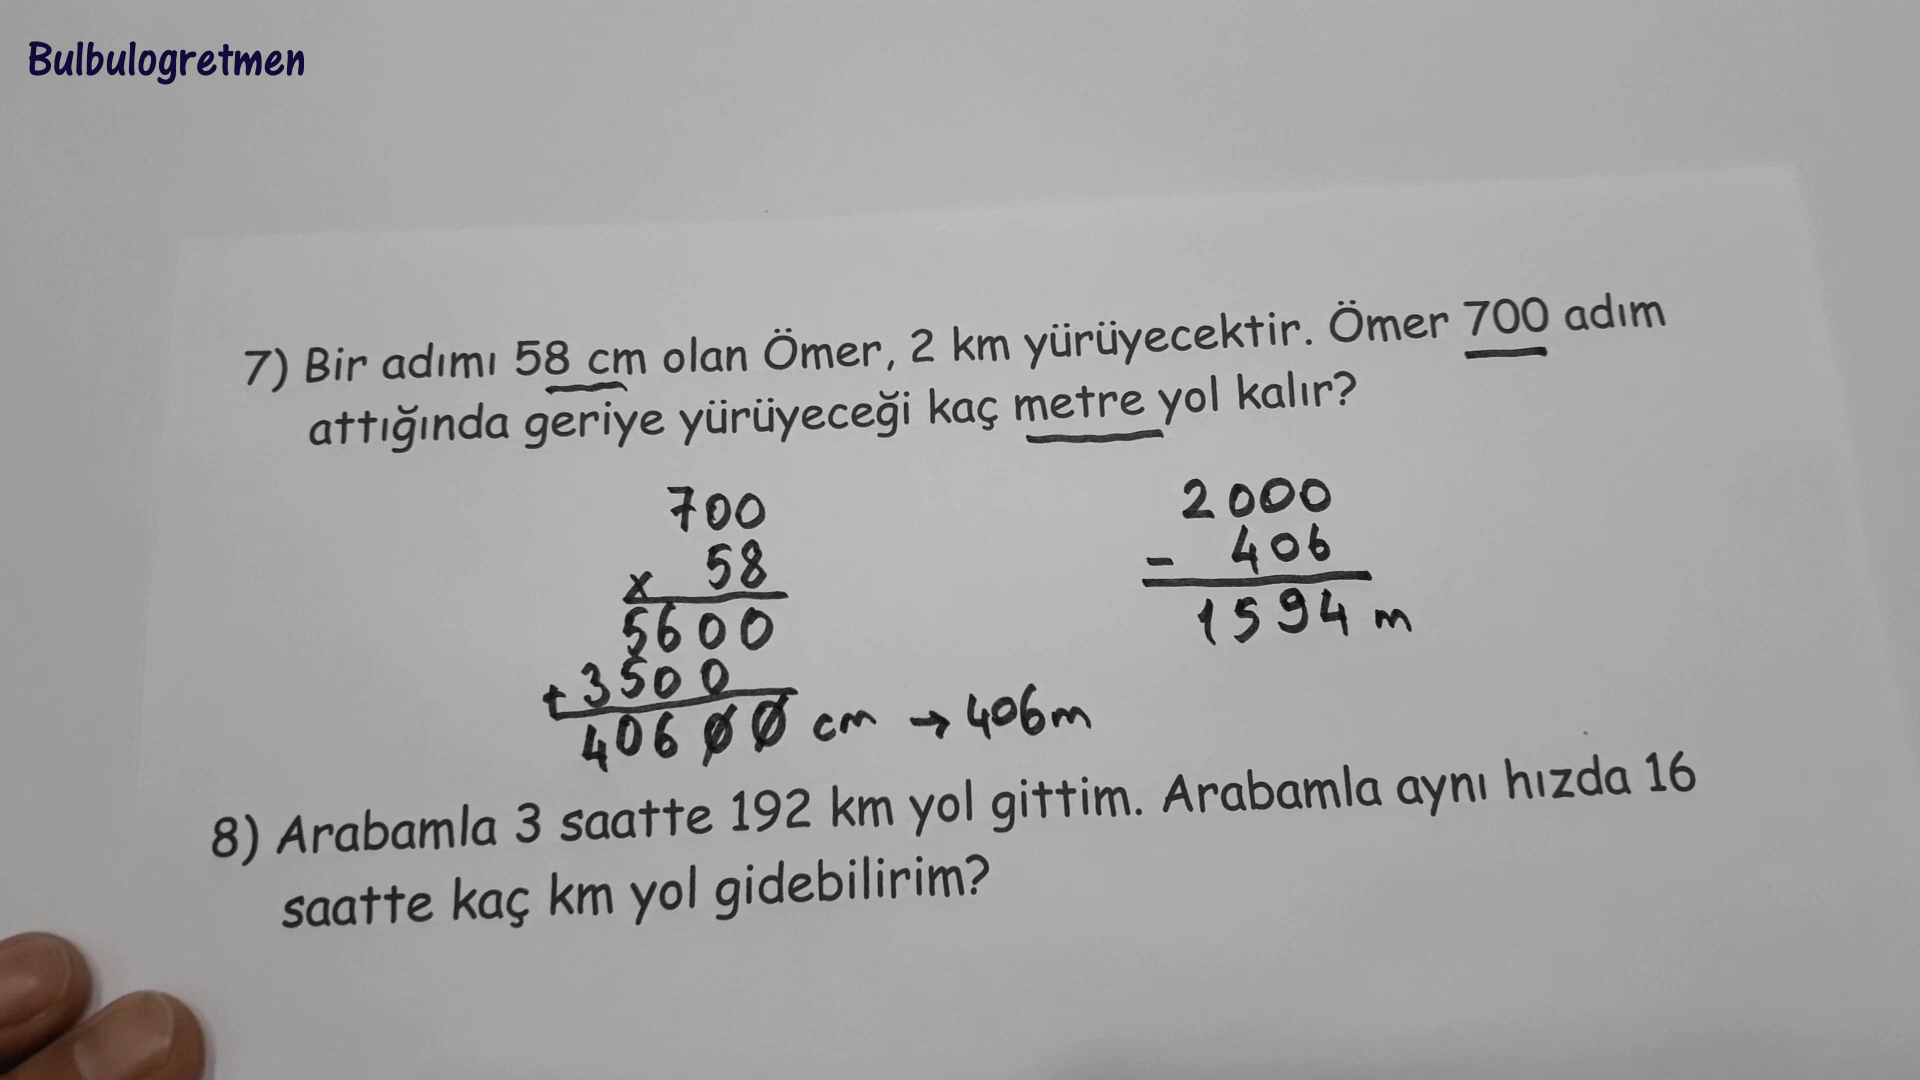 Bulbulogretmen
7) Bir adımı 58 cm olan Ömer, 2 km yürüyecektir. Ömer 700 adım
attığında geriye yürüyeceği kaç metre yol kalır?
700
x 58
5600
+ 3500
40600 cm → 406m
2000
- 406
1594 m
8) Arabamla 3 saatte 192 km yol gittim. Arabamla aynı hızda 16
saatte kaç km yol gidebilirim?